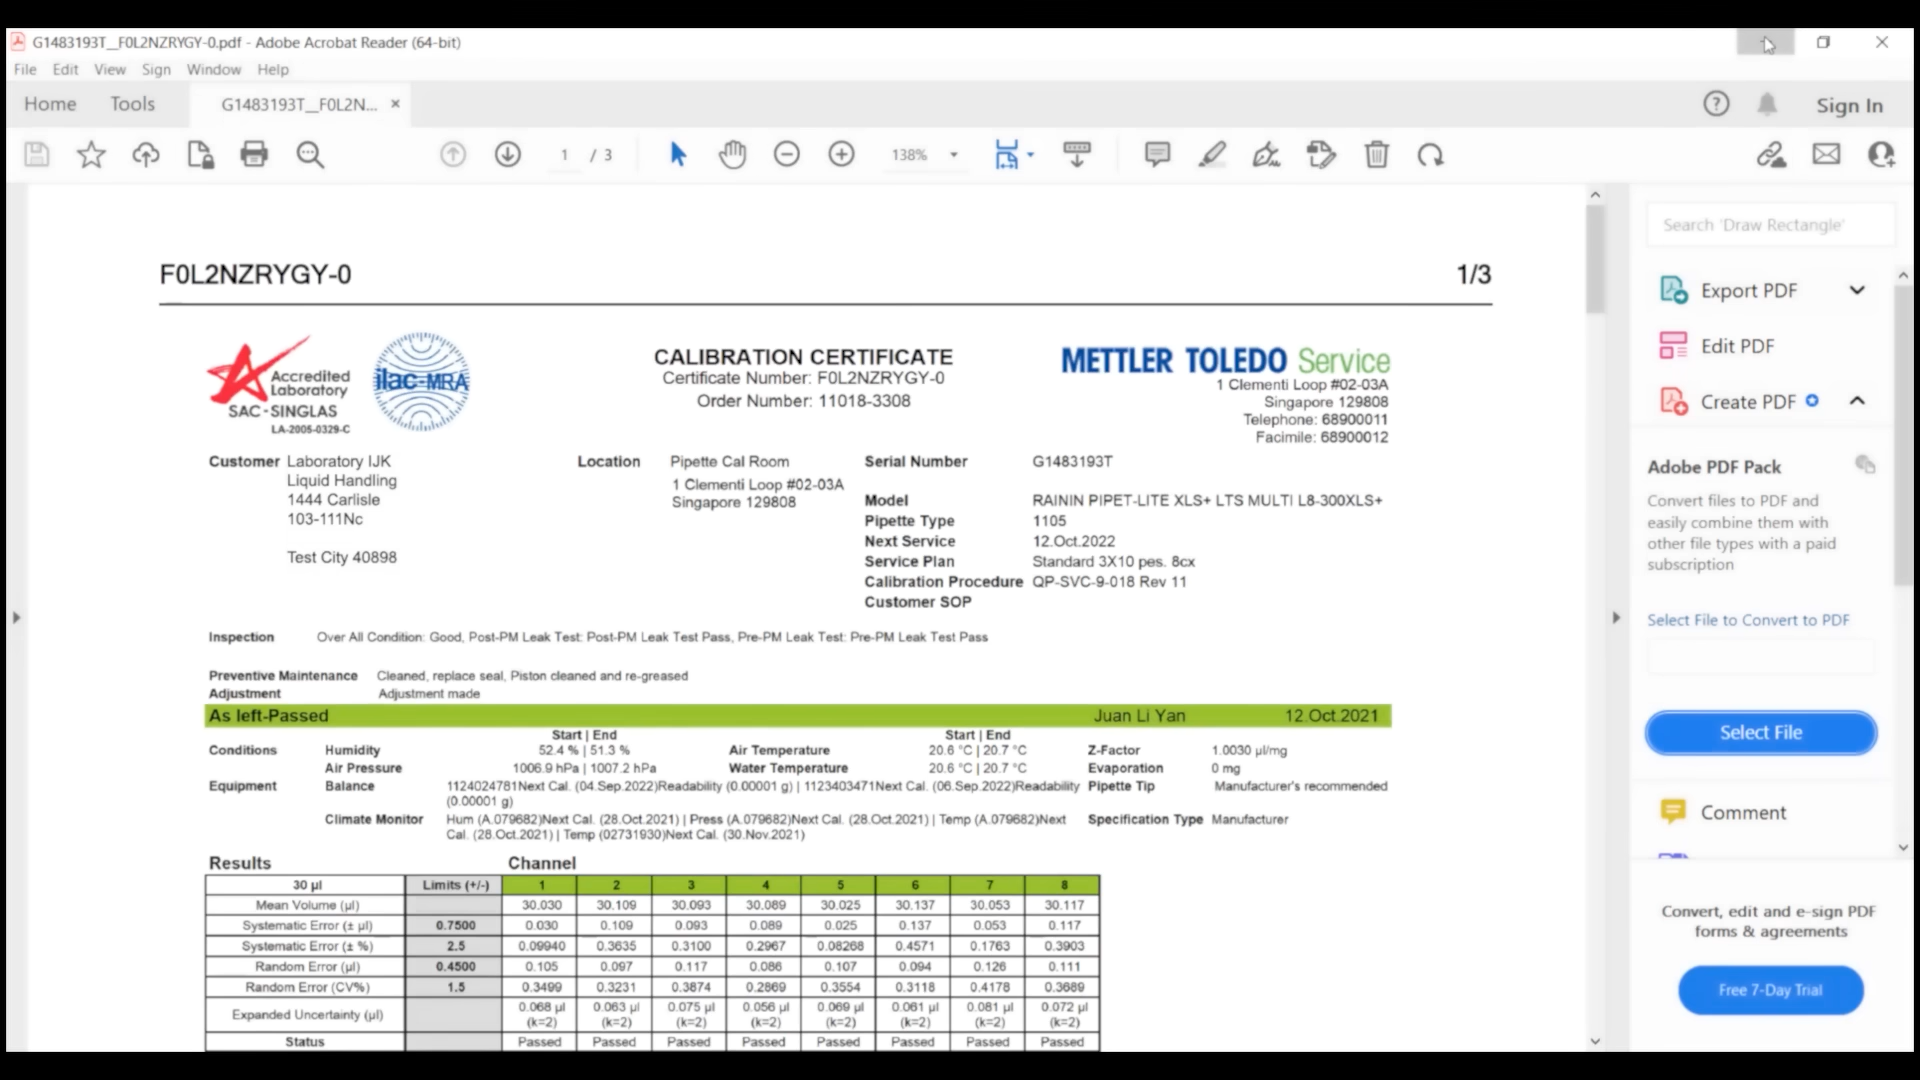 G1483193T__F0L2NZRYGY-0.pdf - Adobe Acrobat Reader (64-bit)
File Edit View Sign Window Help
Home Tools G1483193T__F0L2N... × Sign In
1 / 3 138%
Search 'Draw Rectangle'
Export PDF
Edit PDF
Create PDF
Adobe PDF Pack
Convert files to PDF and
easily combine them with
other file types with a paid
subscription
Select File to Convert to PDF
Select File
Comment
Convert, edit and e-sign PDF
forms & agreements
Free 7-Day Trial
F0L2NZRYGY-0 1/3
Accredited
Laboratory
SAC-SINGLAS
LA-2005-0329-C
ilac-MRA
CALIBRATION CERTIFICATE
Certificate Number: F0L2NZRYGY-0
Order Number: 11018-3308
METTLER TOLEDO Service
1 Clementi Loop #02-03A
Singapore 129808
Telephone: 68900011
Facimile: 68900012
Customer Laboratory IJK
Liquid Handling
1444 Carlisle
103-111Nc
Test City 40898
Location Pipette Cal Room
1 Clementi Loop #02-03A
Singapore 129808
Serial Number G1483193T
Model RAININ PIPET-LITE XLS+ LTS MULTI L8-300XLS+
Pipette Type 1105
Next Service 12.Oct.2022
Service Plan Standard 3X10 pes. 8cx
Calibration Procedure QP-SVC-9-018 Rev 11
Customer SOP
Inspection Over All Condition: Good, Post-PM Leak Test: Post-PM Leak Test Pass, Pre-PM Leak Test: Pre-PM Leak Test Pass
Preventive Maintenance Cleaned, replace seal, Piston cleaned and re-greased
Adjustment Adjustment made
As left-Passed Juan Li Yan 12.Oct.2021
Start | End Start | End
Conditions Humidity 52.4 % | 51.3 % Air Temperature 20.6 °C | 20.7 °C Z-Factor 1.0030 µl/mg
Air Pressure 1006.9 hPa | 1007.2 hPa Water Temperature 20.6 °C | 20.7 °C Evaporation 0 mg
Equipment Balance 1124024781Next Cal. (04.Sep.2022)Readability (0.00001 g) | 1123403471Next Cal. (06.Sep.2022)Readability Pipette Tip Manufacturer's recommended
(0.00001 g)
Climate Monitor Hum (A.079682)Next Cal. (28.Oct.2021) | Press (A.079682)Next Cal. (28.Oct.2021) | Temp (A.079682)Next Specification Type Manufacturer
Cal. (28.Oct.2021) | Temp (02731930)Next Cal. (30.Nov.2021)
Results Channel
30 µl Limits (+/-) 1 2 3 4 5 6 7 8
Mean Volume (µl) 30.030 30.109 30.093 30.089 30.025 30.137 30.053 30.117
Systematic Error (± µl) 0.7500 0.030 0.109 0.093 0.089 0.025 0.137 0.053 0.117
Systematic Error (± %) 2.5 0.09940 0.3635 0.3100 0.2967 0.08268 0.4571 0.1763 0.3903
Random Error (µl) 0.4500 0.105 0.097 0.117 0.086 0.107 0.094 0.126 0.111
Random Error (CV%) 1.5 0.3499 0.3231 0.3874 0.2869 0.3554 0.3118 0.4178 0.3689
Expanded Uncertainty (µl) 0.068 µl 0.063 µl 0.075 µl 0.056 µl 0.069 µl 0.061 µl 0.081 µl 0.072 µl
(k=2) (k=2) (k=2) (k=2) (k=2) (k=2) (k=2) (k=2)
Status Passed Passed Passed Passed Passed Passed Passed Passed